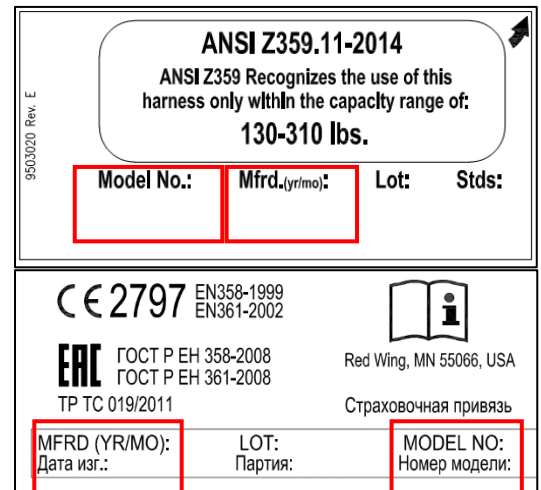 ANSI Z359.11-2014
ANSI Z359 Recognizes the use of this
harness only within the capacity range of:
130-310 lbs.
9503020 Rev. E
Model No.: Mfrd.(yr/mo): Lot: Stds:
CE 2797 EN358-1999
EN361-2002
EAC ГОСТ Р ЕН 358-2008
ГОСТ Р ЕН 361-2008
Red Wing, MN 55066, USA
ТР ТС 019/2011 Страховочная привязь
MFRD (YR/MO): LOT: MODEL NO:
Дата изг.: Партия: Номер модели: